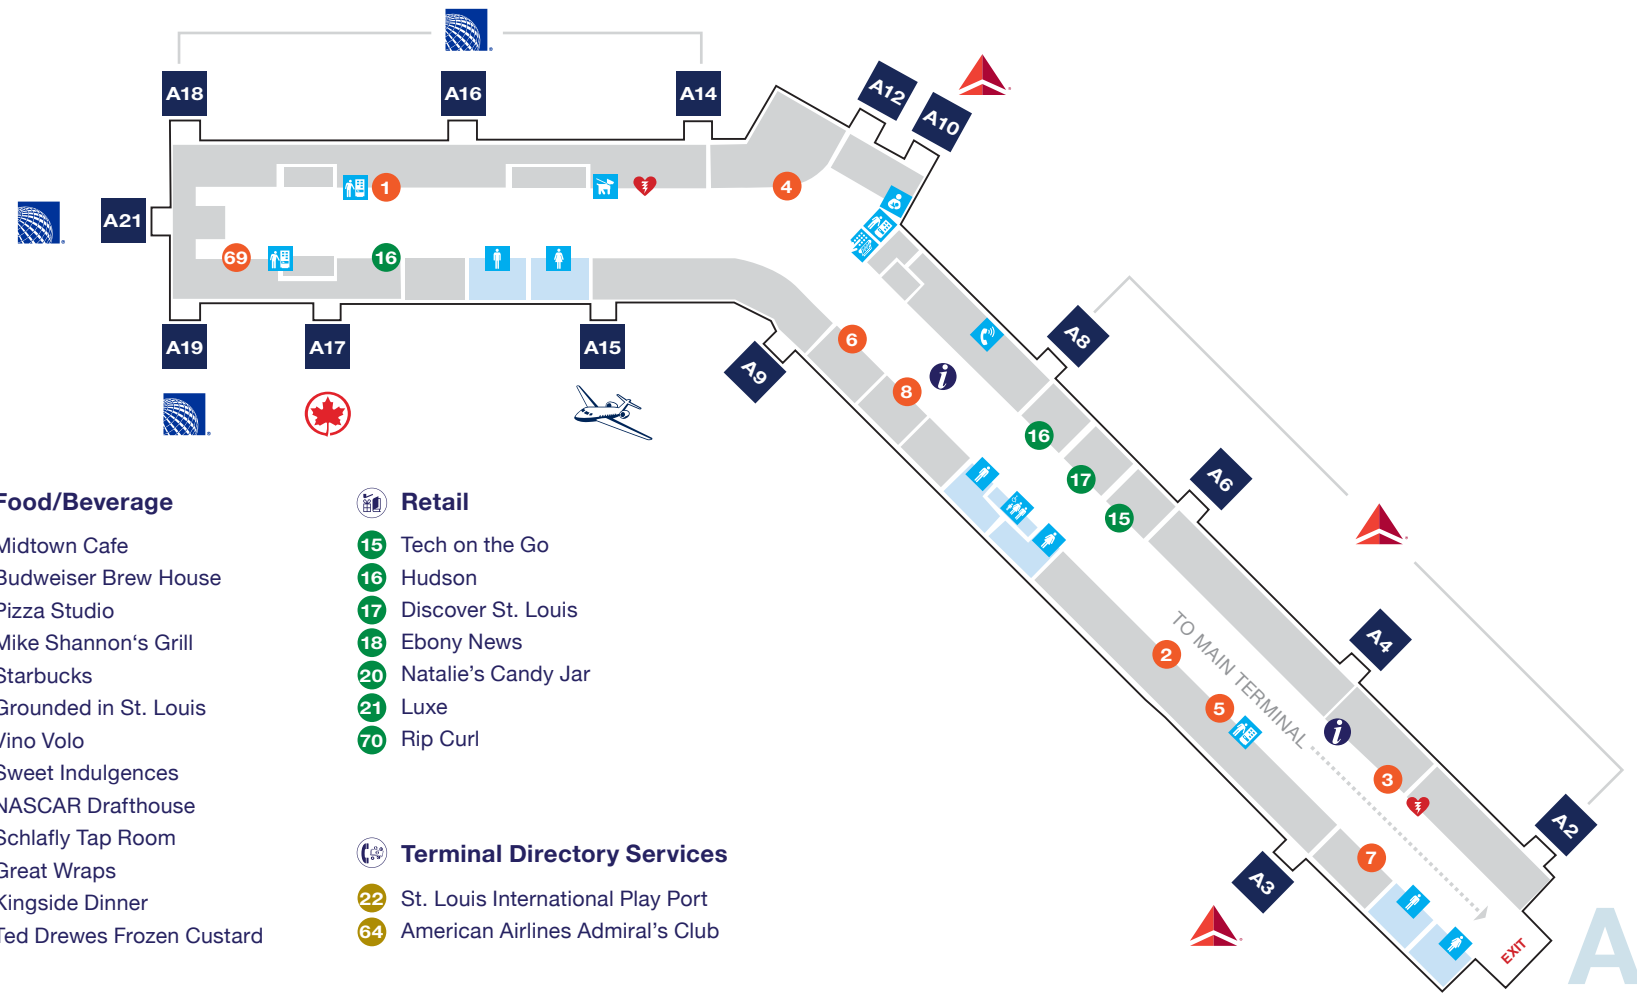 A18
A16
A14
A12
A10
A21
A19
A17
A15
A9
A8
A6
A4
A2
A3
1
4
69
16
6
8
16
17
15
2
5
3
7
i
i
TO MAIN TERMINAL
EXIT
A
Food/Beverage
Midtown Cafe
Budweiser Brew House
Pizza Studio
Mike Shannon‘s Grill
Starbucks
Grounded in St. Louis
Vino Volo
Sweet Indulgences
NASCAR Drafthouse
Schlafly Tap Room
Great Wraps
Kingside Dinner
Ted Drewes Frozen Custard
Retail
15 Tech on the Go
16 Hudson
17 Discover St. Louis
18 Ebony News
20 Natalie’s Candy Jar
21 Luxe
70 Rip Curl
Terminal Directory Services
22 St. Louis International Play Port
64 American Airlines Admiral’s Club